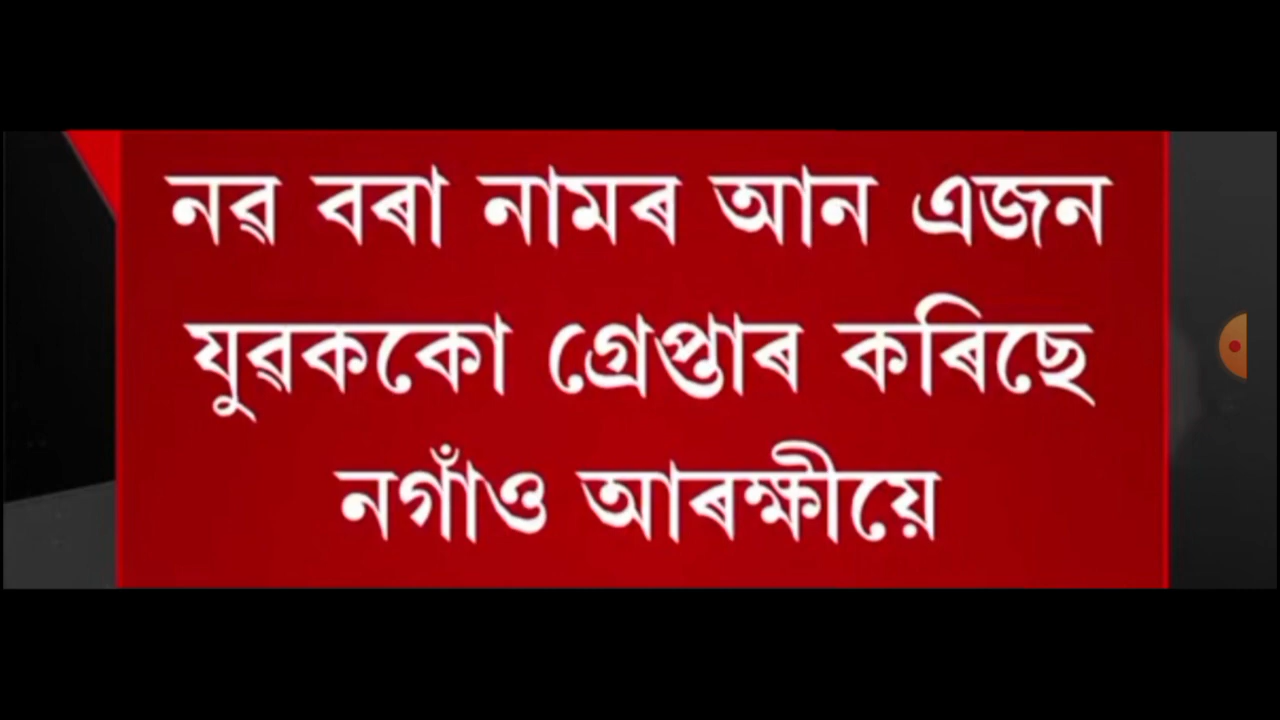 নৱ বৰা নামৰ আন এজন
যুৱককো গ্ৰেপ্তাৰ কৰিছে
নগাঁও আৰক্ষীয়ে